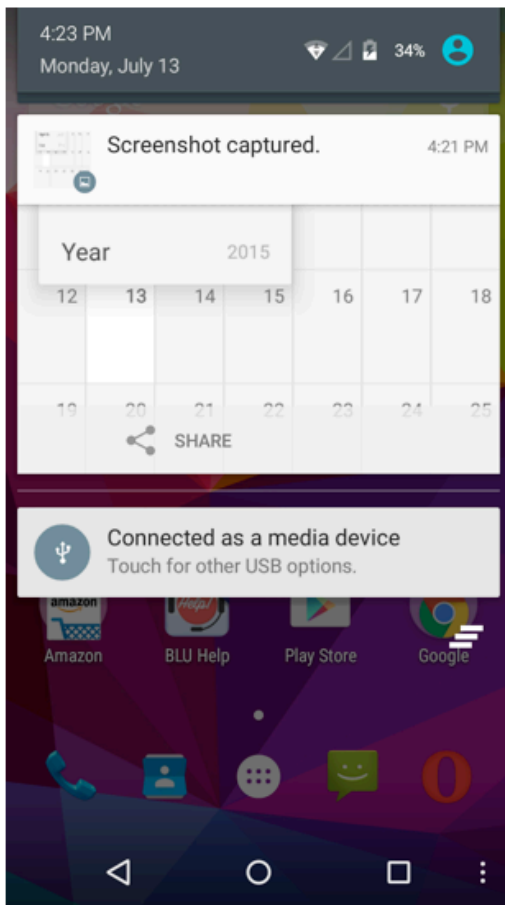 4:23 PM
Monday, July 13
34%
Screenshot captured. 4:21 PM
Year 2015
12 13 14 15 16 17 18
19 20 21 22 23 24 25
SHARE
Connected as a media device
Touch for other USB options.
amazon
Help!
Amazon BLU Help Play Store Google